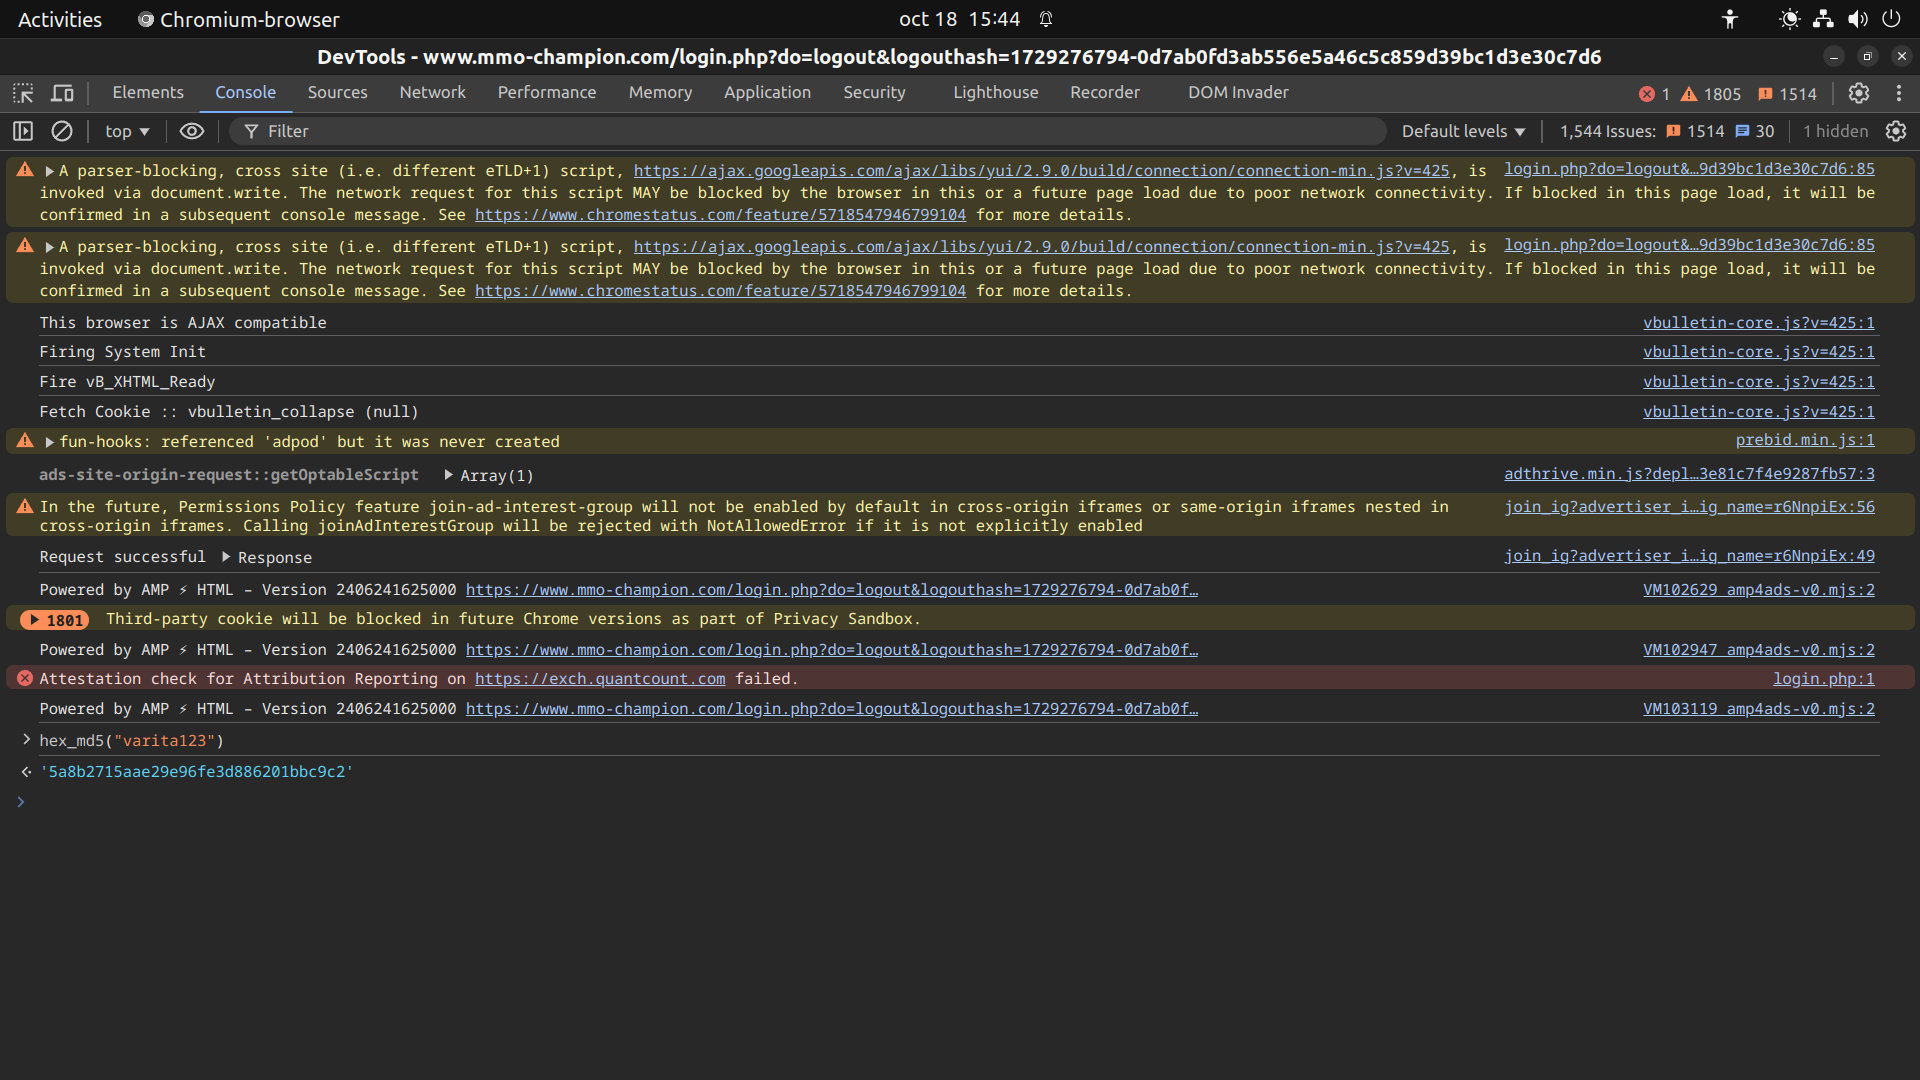 Activities Chromium-browser oct 18 15:44
DevTools - www.mmo-champion.com/login.php?do=logout&logouthash=1729276794-0d7ab0fd3ab556e5a46c5c859d39bc1d3e30c7d6
Elements Console Sources Network Performance Memory Application Security Lighthouse Recorder DOM Invader 1 1805 1514
top Filter Default levels 1,544 Issues: 1514 30 1 hidden
A parser-blocking, cross site (i.e. different eTLD+1) script, https://ajax.googleapis.com/ajax/libs/yui/2.9.0/build/connection/connection-min.js?v=425, is login.php?do=logout&…9d39bc1d3e30c7d6:85
invoked via document.write. The network request for this script MAY be blocked by the browser in this or a future page load due to poor network connectivity. If blocked in this page load, it will be
confirmed in a subsequent console message. See https://www.chromestatus.com/feature/5718547946799104 for more details.
A parser-blocking, cross site (i.e. different eTLD+1) script, https://ajax.googleapis.com/ajax/libs/yui/2.9.0/build/connection/connection-min.js?v=425, is login.php?do=logout&…9d39bc1d3e30c7d6:85
invoked via document.write. The network request for this script MAY be blocked by the browser in this or a future page load due to poor network connectivity. If blocked in this page load, it will be
confirmed in a subsequent console message. See https://www.chromestatus.com/feature/5718547946799104 for more details.
This browser is AJAX compatible vbulletin-core.js?v=425:1
Firing System Init vbulletin-core.js?v=425:1
Fire vB_XHTML_Ready vbulletin-core.js?v=425:1
Fetch Cookie :: vbulletin_collapse (null) vbulletin-core.js?v=425:1
fun-hooks: referenced 'adpod' but it was never created prebid.min.js:1
ads-site-origin-request::getOptableScript Array(1) adthrive.min.js?depl…3e81c7f4e9287fb57:3
In the future, Permissions Policy feature join-ad-interest-group will not be enabled by default in cross-origin iframes or same-origin iframes nested in join_ig?advertiser_i…ig_name=r6NnpiEx:56
cross-origin iframes. Calling joinAdInterestGroup will be rejected with NotAllowedError if it is not explicitly enabled
Request successful Response join_ig?advertiser_i…ig_name=r6NnpiEx:49
Powered by AMP ⚡ HTML – Version 2406241625000 https://www.mmo-champion.com/login.php?do=logout&logouthash=1729276794-0d7ab0f… VM102629 amp4ads-v0.mjs:2
1801 Third-party cookie will be blocked in future Chrome versions as part of Privacy Sandbox.
Powered by AMP ⚡ HTML – Version 2406241625000 https://www.mmo-champion.com/login.php?do=logout&logouthash=1729276794-0d7ab0f… VM102947 amp4ads-v0.mjs:2
Attestation check for Attribution Reporting on https://exch.quantcount.com failed. login.php:1
Powered by AMP ⚡ HTML – Version 2406241625000 https://www.mmo-champion.com/login.php?do=logout&logouthash=1729276794-0d7ab0f… VM103119 amp4ads-v0.mjs:2
hex_md5("varita123")
'5a8b2715aae29e96fe3d886201bbc9c2'